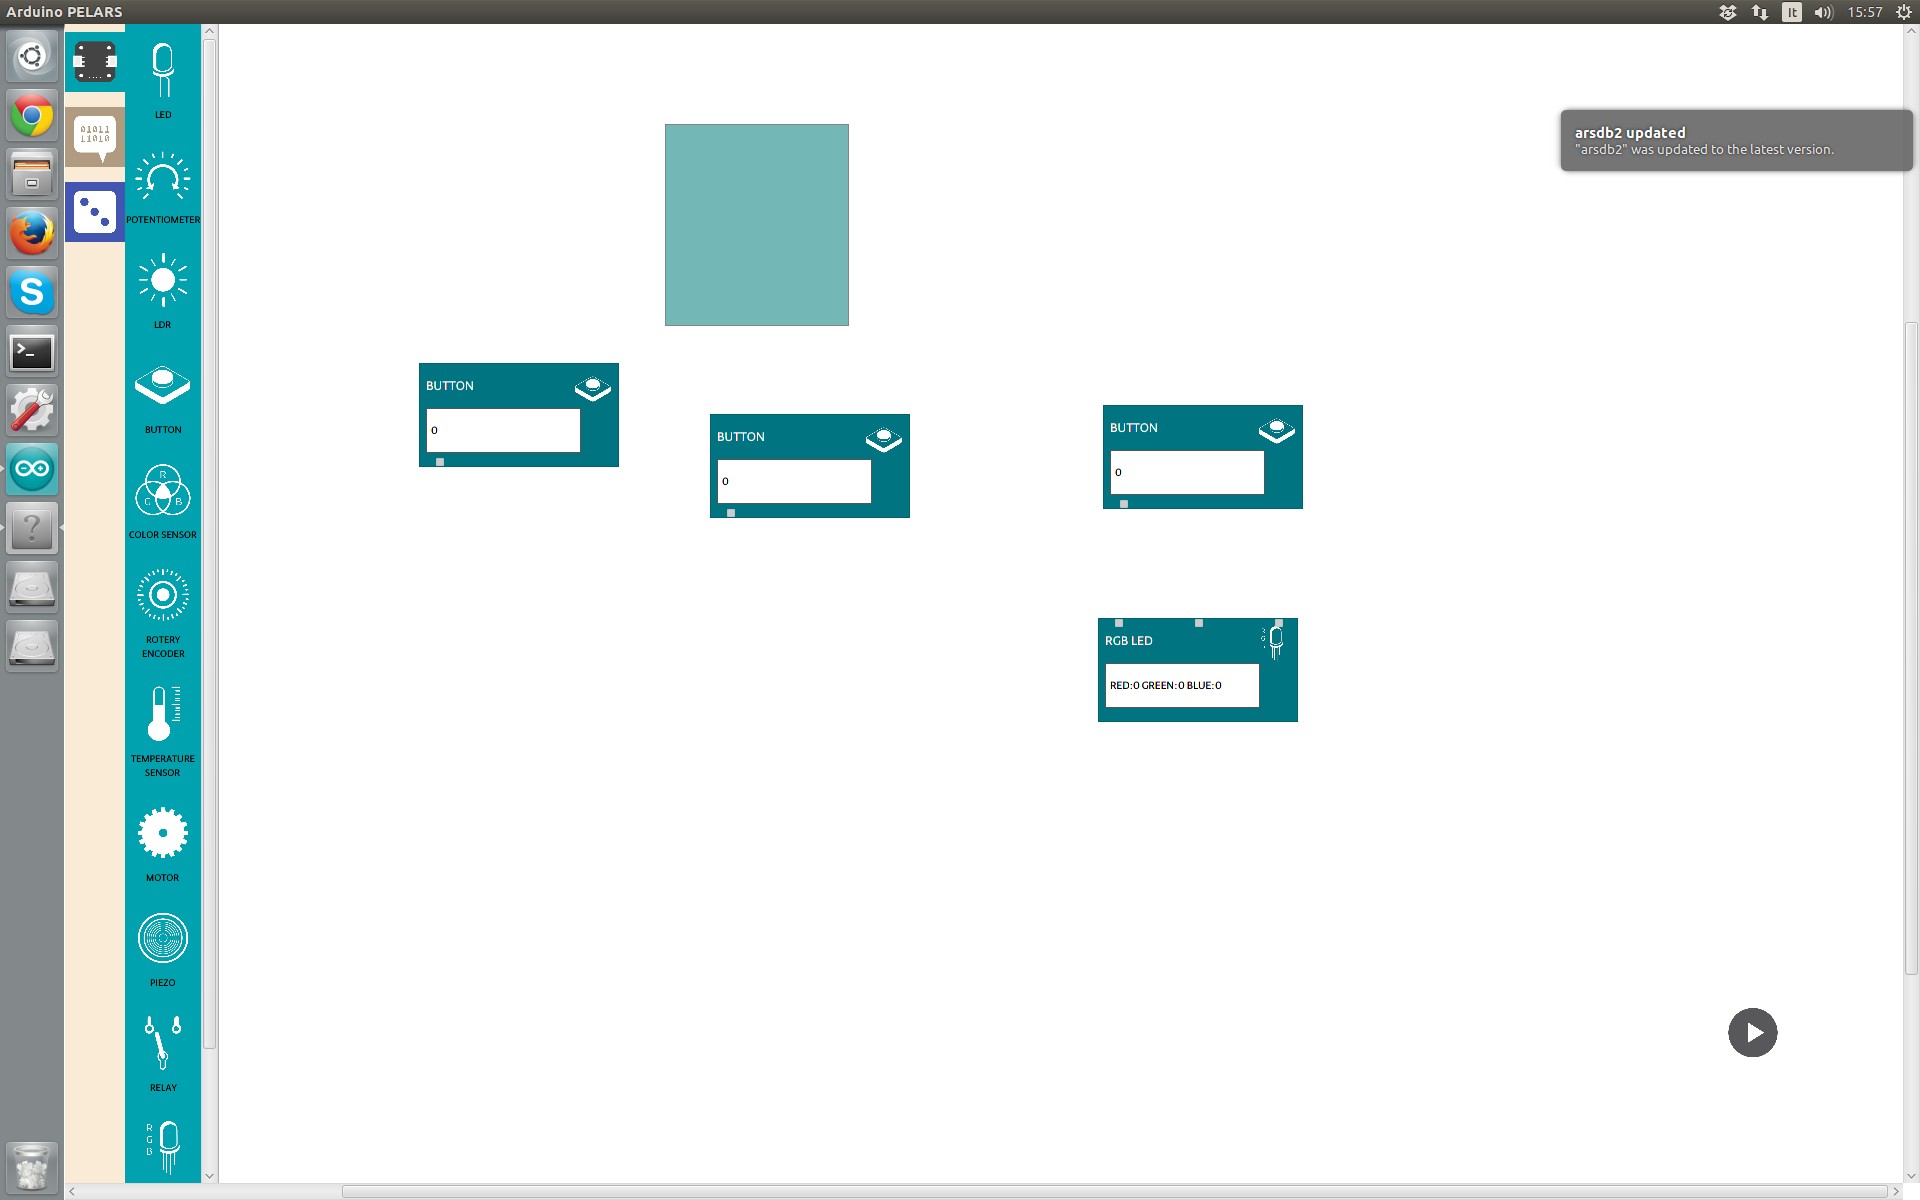 Arduino PELARS
It
15:57
arsdb2 updated
"arsdb2" was updated to the latest version.
01011
11010
LED
POTENTIOMETER
LDR
BUTTON
R
G B
COLOR SENSOR
ROTERY
ENCODER
TEMPERATURE
SENSOR
MOTOR
PIEZO
RELAY
R
G
B
BUTTON
0
BUTTON
0
BUTTON
0
RGB LED
RED:0 GREEN:0 BLUE:0